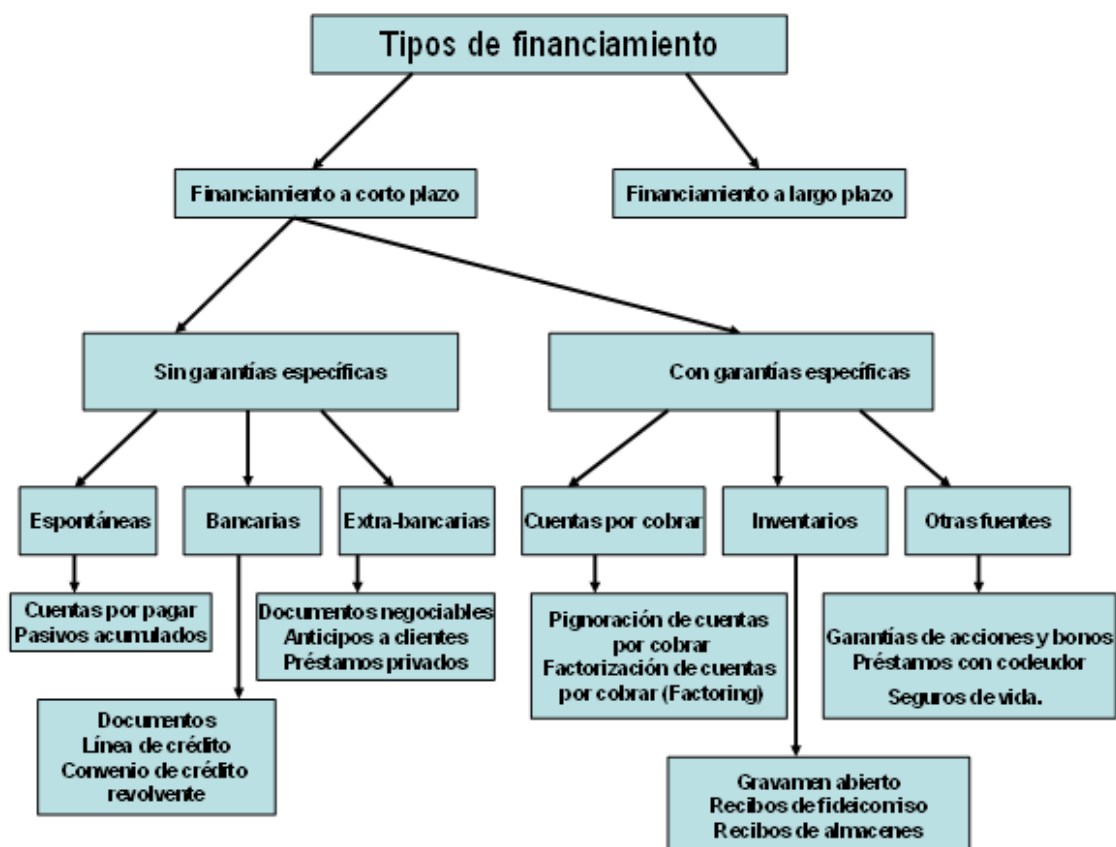 Tipos de financiamiento
Financiamiento a corto plazo
Financiamiento a largo plazo
Sin garantías específicas
Con garantías específicas
Espontáneas
Bancarias
Extra-bancarias
Cuentas por cobrar
Inventarios
Otras fuentes
Cuentas por pagar
Pasivos acumulados
Documentos negociables
Anticipos a clientes
Préstamos privados
Pignoración de cuentas
por cobrar
Factorización de cuentas
por cobrar (Factoring)
Garantías de acciones y bonos
Préstamos con codeudor
Seguros de vida.
Documentos
Línea de crédito
Convenio de crédito
revolvente
Gravamen abierto
Recibos de fideicomiso
Recibos de almacenes